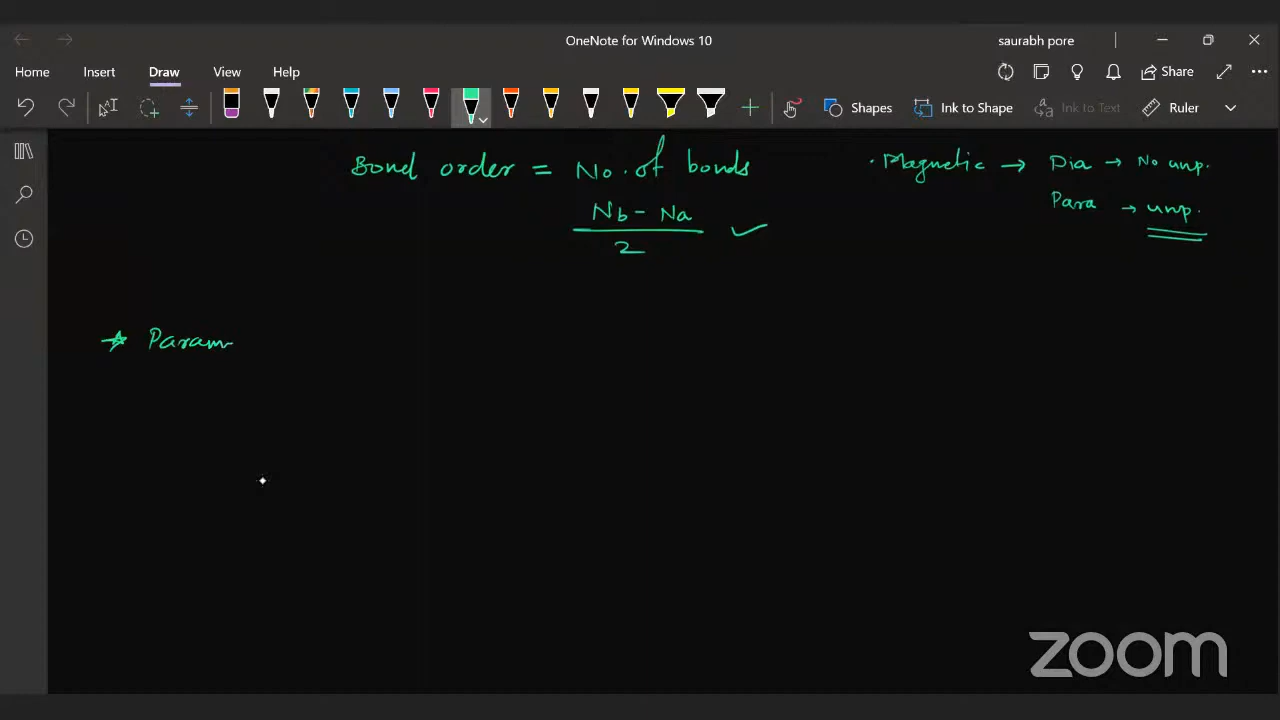 OneNote for Windows 10
saurabh pore
Home Insert Draw View Help
Share
Shapes Ink to Shape Ink to Text Ruler
Bond order = No. of bonds
Nb - Na
2
. Magnetic → Dia → No unp.
Para → unp.
Param
zoom